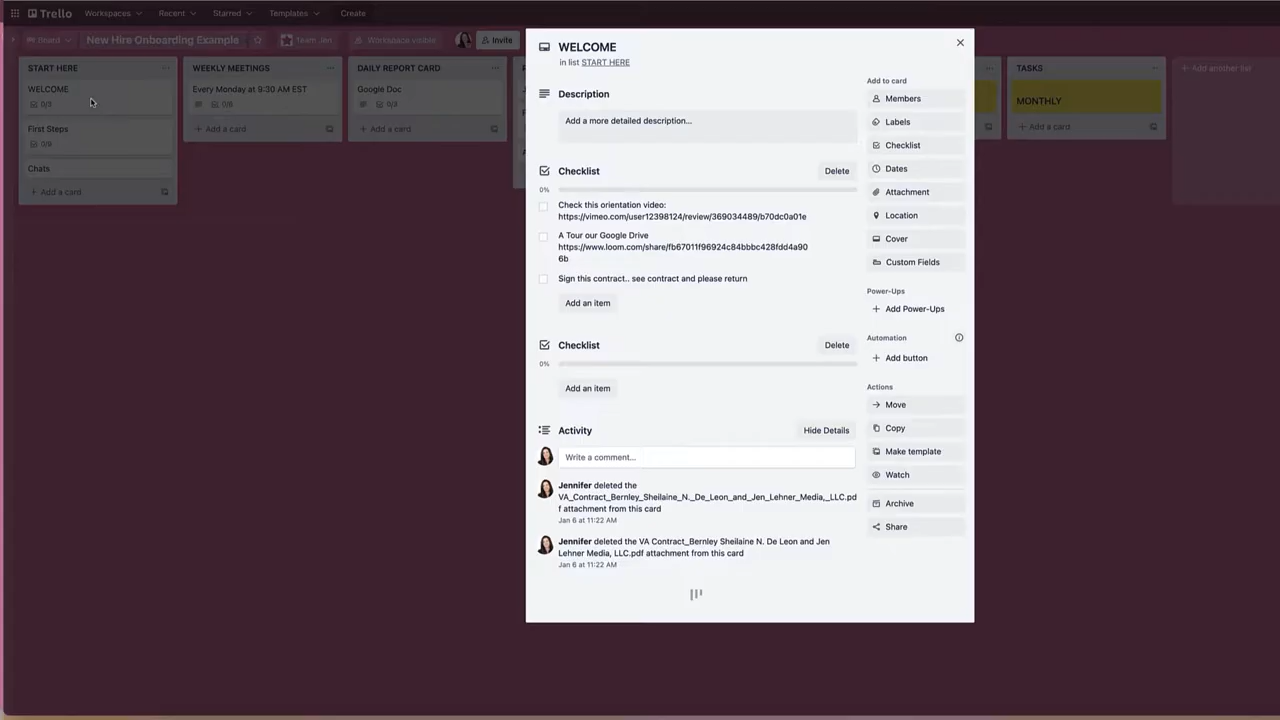 Trello
Workspaces
Recent
Starred
Templates
Create
Board
New Hire Onboarding Example
Team Jen
Workspace visible
Invite
START HERE
WELCOME
0/3
First Steps
Chats
+ Add a card
WEEKLY MEETINGS
Every Monday at 9:30 AM EST
+ Add a card
DAILY REPORT CARD
Google Doc
0/3
+ Add a card
WELCOME
in list START HERE
Description
Add a more detailed description...
Checklist
Delete
0%
Check this orientation video:
https://vimeo.com/user12398124/review/369034489/b70dc0a01e
A Tour our Google Drive
https://www.loom.com/share/fb67011f96924c84bbbc428fdd4a90
6b
Sign this contract.. see contract and please return
Add an item
Checklist
Delete
0%
Add an item
Activity
Hide Details
Write a comment...
Jennifer deleted the
VA_Contract_Bernley_Sheilaine_N._De_Leon_and_Jen_Lehner_Media,_LLC.pd
f attachment from this card
Jan 6 at 11:22 AM
Jennifer deleted the VA Contract_Bernley Sheilaine N. De Leon and Jen
Lehner Media, LLC.pdf attachment from this card
Jan 6 at 11:22 AM
Add to card
Members
Labels
Checklist
Dates
Attachment
Location
Cover
Custom Fields
Power-Ups
+ Add Power-Ups
Automation
+ Add button
Actions
Move
Copy
Make template
Watch
Archive
Share
TASKS
MONTHLY
+ Add a card
+ Add another list